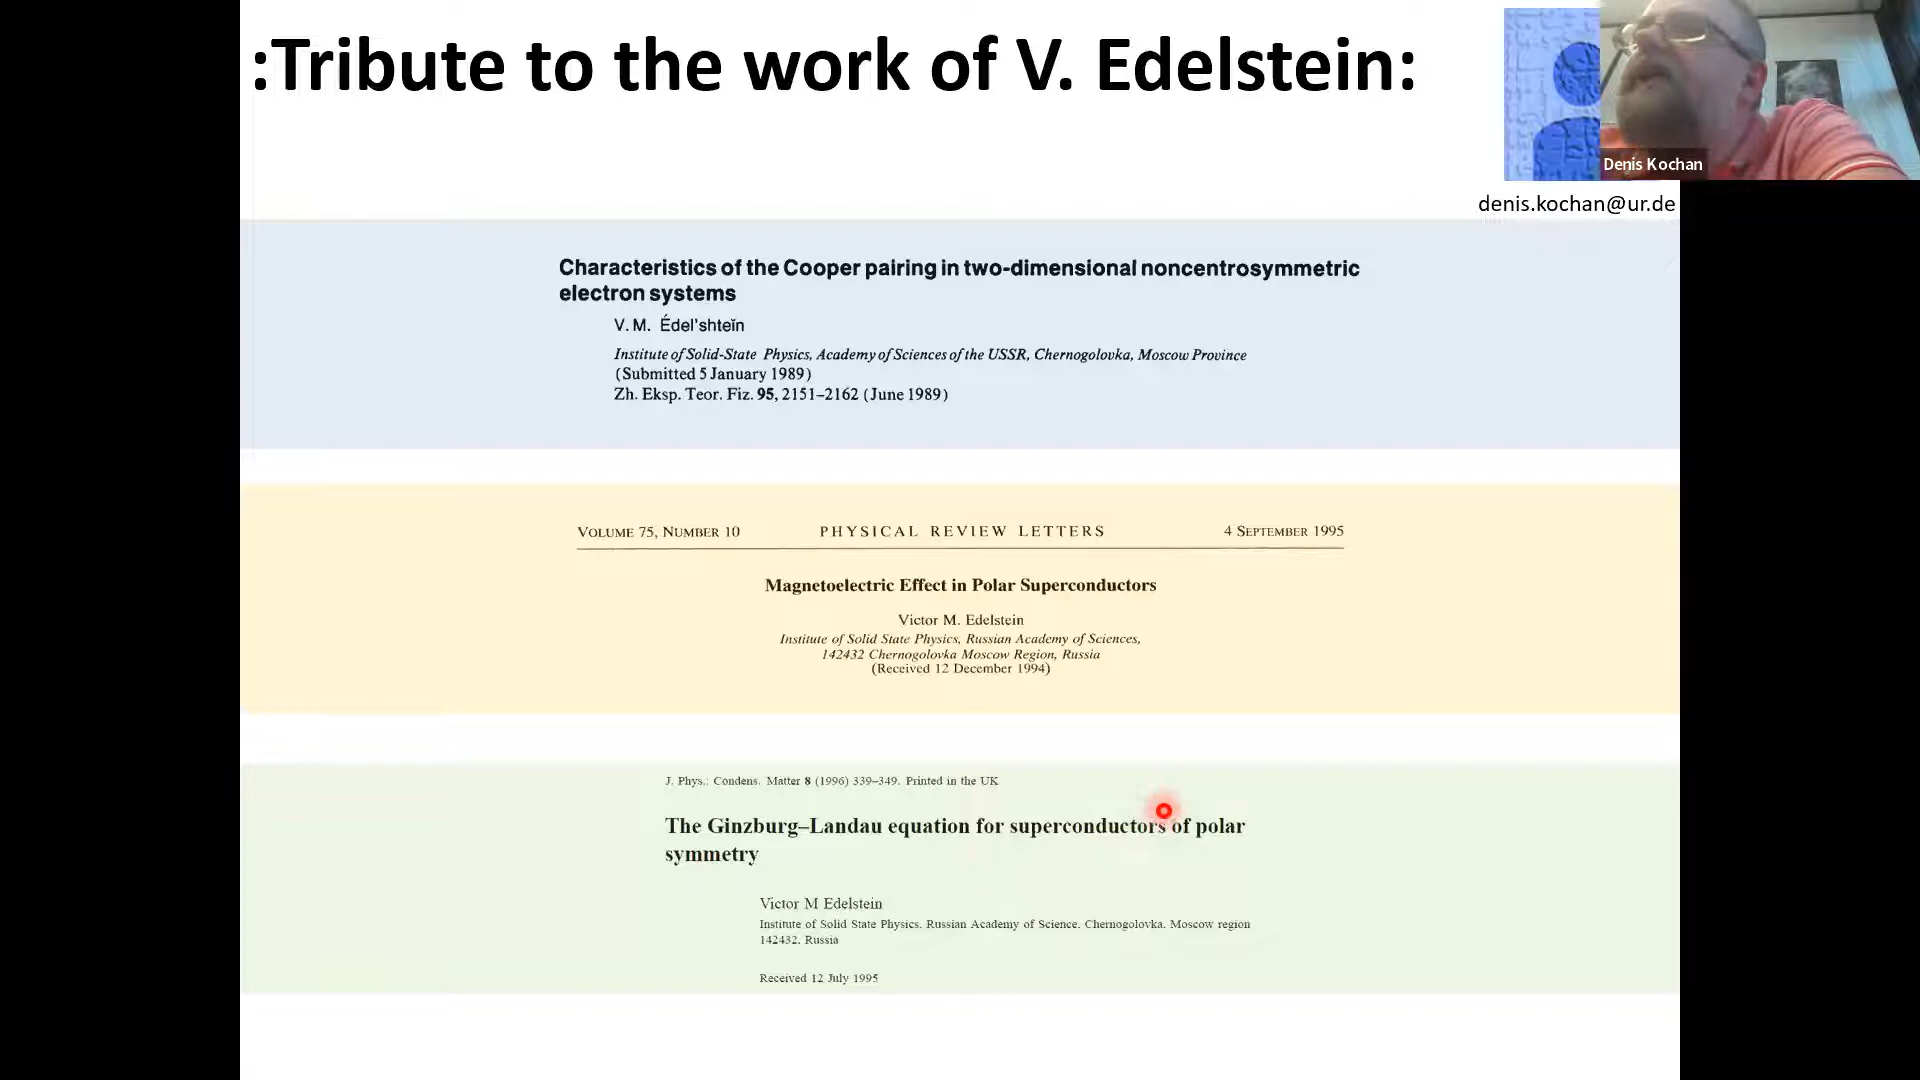 :Tribute to the work of V. Edelstein:
Denis Kochan
denis.kochan@ur.de
Characteristics of the Cooper pairing in two-dimensional noncentrosymmetric
electron systems
V. M. Édel'shteĭn
Institute of Solid-State Physics, Academy of Sciences of the USSR, Chernogolovka, Moscow Province
(Submitted 5 January 1989)
Zh. Eksp. Teor. Fiz. 95, 2151–2162 (June 1989)
VOLUME 75, NUMBER 10 PHYSICAL REVIEW LETTERS 4 SEPTEMBER 1995
Magnetoelectric Effect in Polar Superconductors
Victor M. Edelstein
Institute of Solid State Physics, Russian Academy of Sciences,
142432 Chernogolovka Moscow Region, Russia
(Received 12 December 1994)
J. Phys.: Condens. Matter 8 (1996) 339–349. Printed in the UK
The Ginzburg–Landau equation for superconductors of polar
symmetry
Victor M Edelstein
Institute of Solid State Physics, Russian Academy of Science, Chernogolovka, Moscow region
142432, Russia
Received 12 July 1995